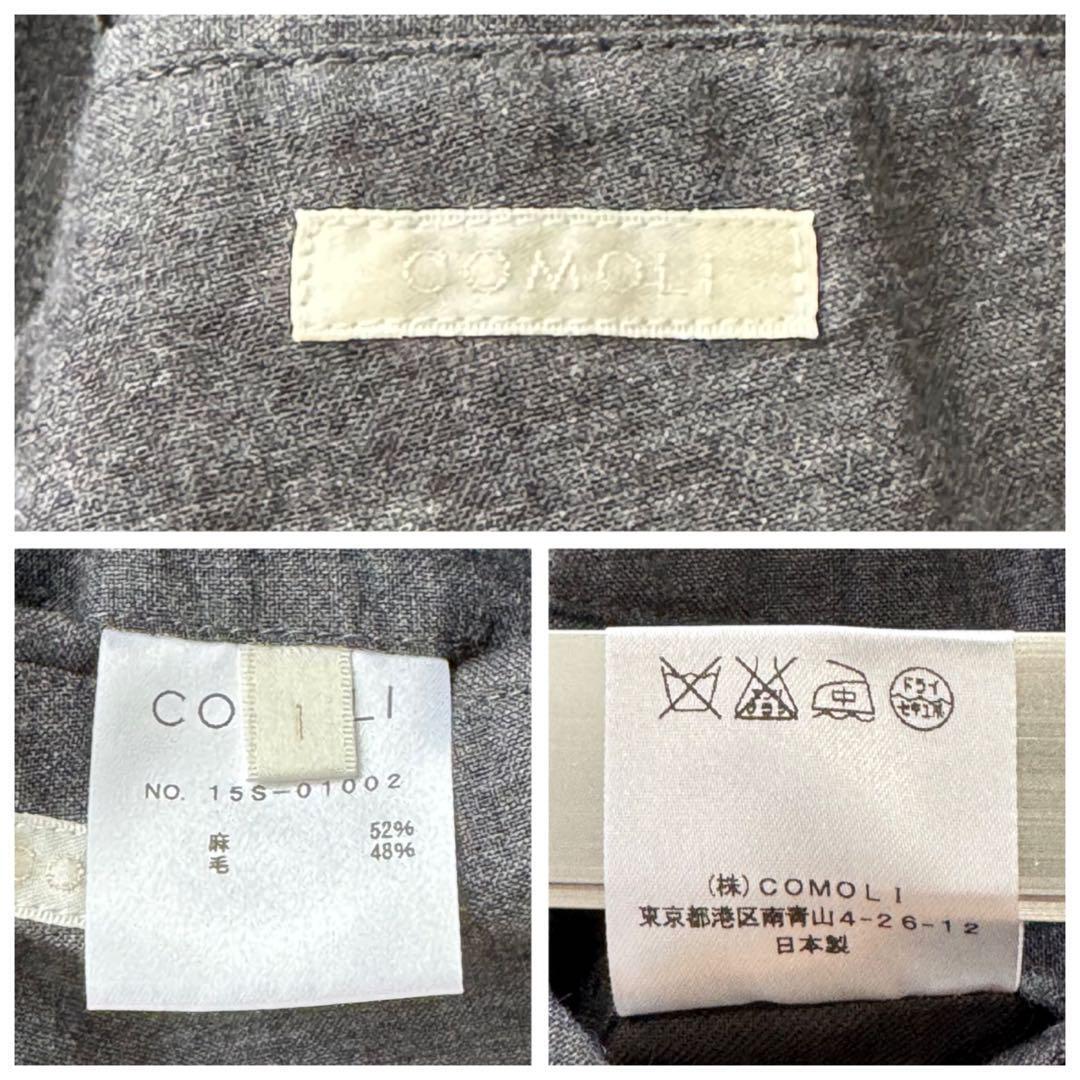 COMOLI
COMOLI
1
NO. 15S-01002
麻 52%
毛 48%
中
ドライ
セキユ系
(株)COMOLI
東京都港区南青山4-26-12
日本製